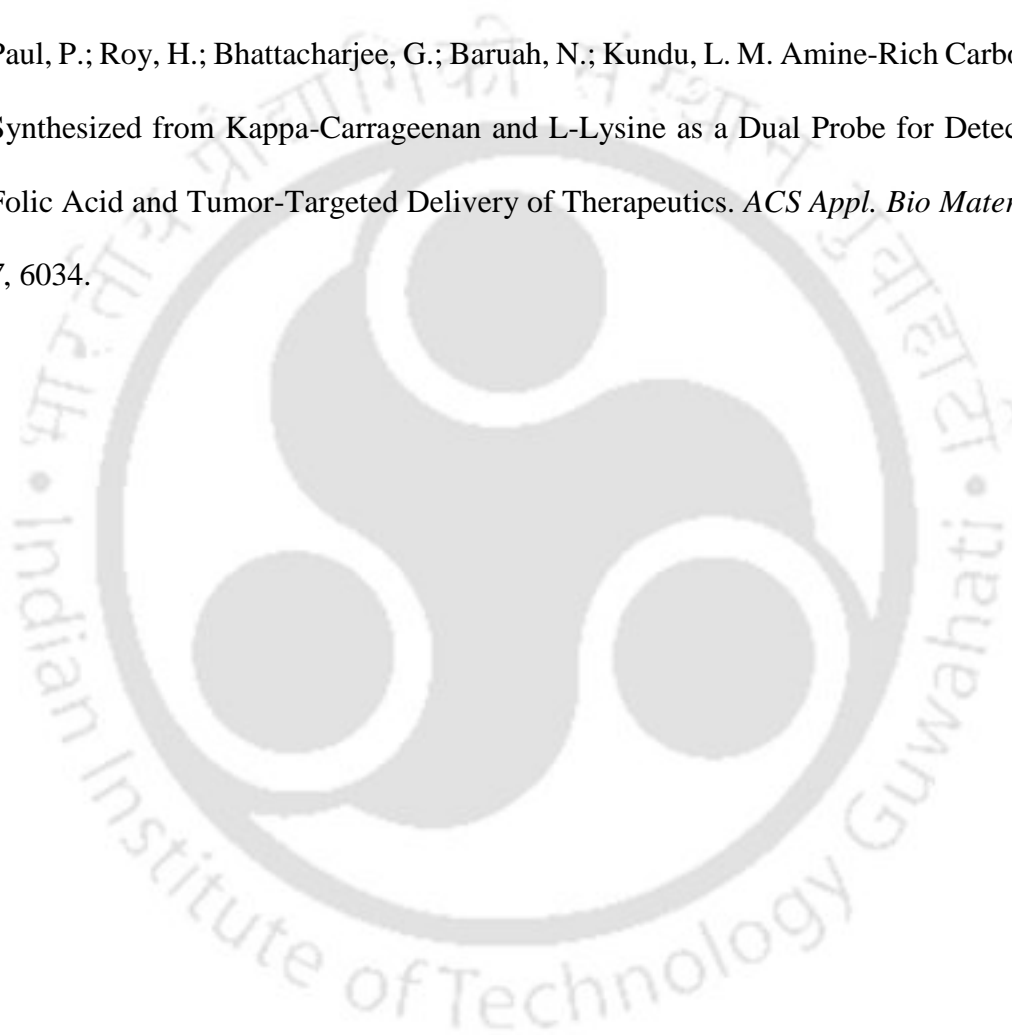 Paul, P.; Roy, H.; Bhattacharjee, G.; Baruah, N.; Kundu, L. M. Amine-Rich Carbo
Synthesized from Kappa-Carrageenan and L-Lysine as a Dual Probe for Detec
Folic Acid and Tumor-Targeted Delivery of Therapeutics. ACS Appl. Bio Mater
7, 6034.
भारतीय प्रौद्योगिकी संस्थान गुवाहाटी
Indian Institute of Technology Guwahati